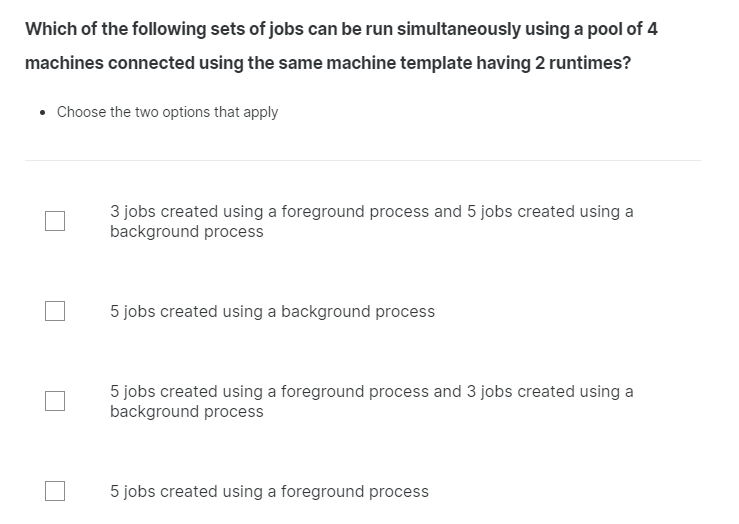 Which of the following sets of jobs can be run simultaneously using a pool of 4
machines connected using the same machine template having 2 runtimes?
• Choose the two options that apply
3 jobs created using a foreground process and 5 jobs created using a
background process
5 jobs created using a background process
5 jobs created using a foreground process and 3 jobs created using a
background process
5 jobs created using a foreground process